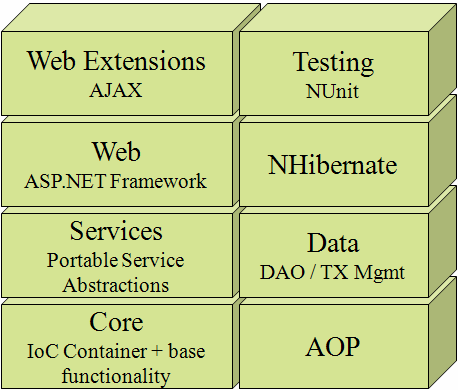 Web Extensions
AJAX
Testing
NUnit
Web
ASP.NET Framework
NHibernate
Services
Portable Service
Abstractions
Data
DAO / TX Mgmt
Core
IoC Container + base
functionality
AOP